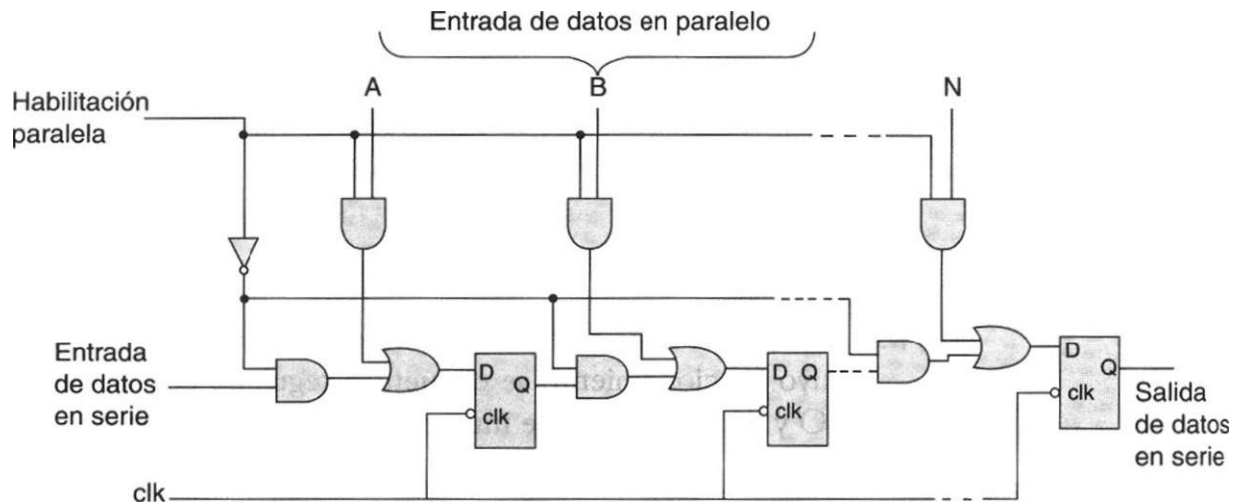 Entrada de datos en paralelo
A
B
N
Habilitación
paralela
Entrada
de datos
en serie
D
Q
clk
D Q
clk
D
Q
clk
Salida
de datos
en serie
clk